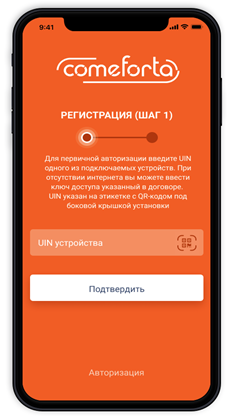 9:41
comeforta
РЕГИСТРАЦИЯ (ШАГ 1)
Для первичной авторизации введите UIN
одного из подключаемых устройств. При
отсутствии интернета вы можете ввести
ключ доступа указанный в договоре.
UIN указан на этикетке с QR-кодом под
боковой крышкой установки
UIN устройства
Подтвердить
Авторизация